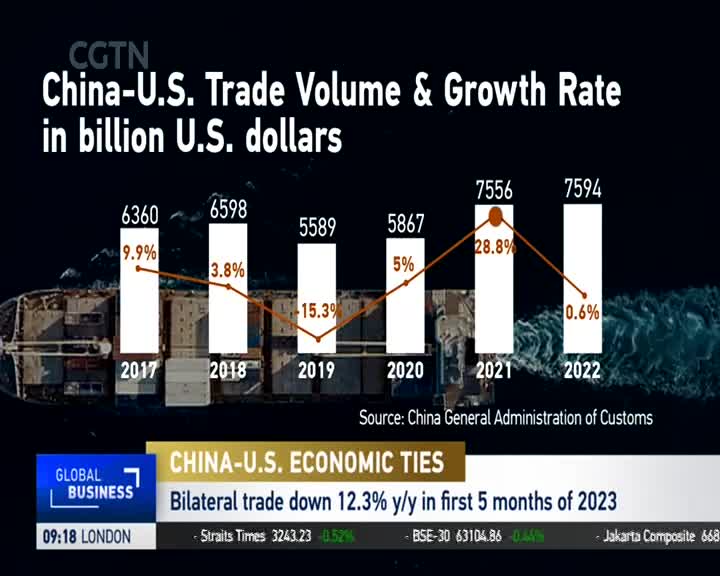 CGTN
China-U.S. Trade Volume & Growth Rate
in billion U.S. dollars
6360 6598 5589 5867 7556 7594
9.9% 3.8% -15.3% 5% 28.8% 0.6%
2017 2018 2019 2020 2021 2022
Source: China General Administration of Customs
GLOBAL
BUSINESS
CHINA-U.S. ECONOMIC TIES
Bilateral trade down 12.3% y/y in first 5 months of 2023
09:18 LONDON
- Straits Times 3243.23 -0.52% - BSE-30 63104.86 -0.44% - Jakarta Composite 668